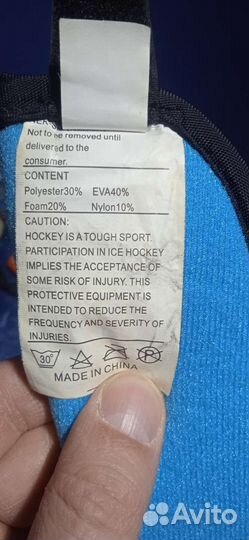 Not to be removed until
delivered to the
consumer.
CONTENT
Polyester30% EVA40%
Foam20% Nylon10%
CAUTION:
HOCKEY IS A TOUGH SPORT.
PARTICIPATION IN ICE HOCKEY
IMPLIES THE ACCEPTANCE OF
SOME RISK OF INJURY. THIS
PROTECTIVE EQUIPMENT IS
INTENDED TO REDUCE THE
FREQUENCY AND SEVERITY OF
INJURIES.
30°
MADE IN CHINA
Avito